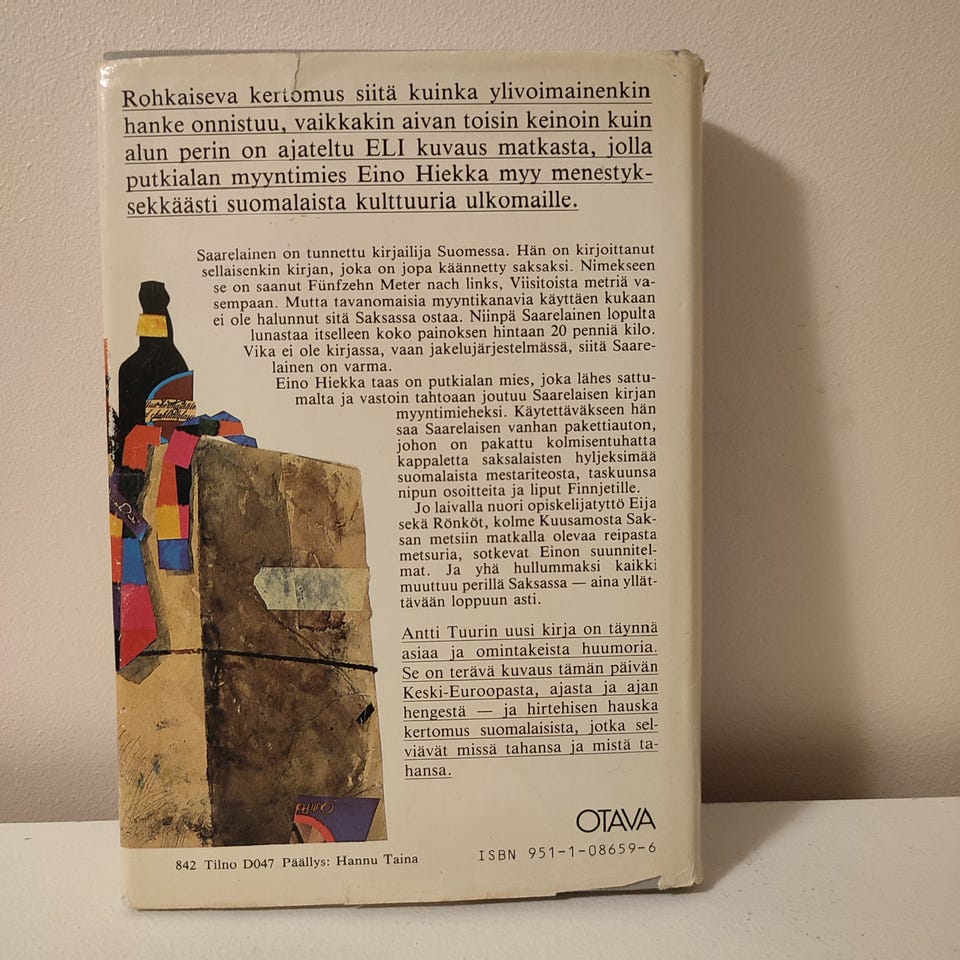 Rohkaiseva kertomus siitä kuinka ylivoimainenkin
hanke onnistuu, vaikkakin aivan toisin keinoin kuin
alun perin on ajateltu ELI kuvaus matkasta, jolla
putkialan myyntimies Eino Hiekka myy menestyk-
sekkäästi suomalaista kulttuuria ulkomaille.
Saarelainen on tunnettu kirjailija Suomessa. Hän on kirjoittanut
sellaisenkin kirjan, joka on jopa käännetty saksaksi. Nimekseen
se on saanut Fünfzehn Meter nach links, Viisitoista metriä va-
sempaan. Mutta tavanomaisia myyntikanavia käyttäen kukaan
ei ole halunnut sitä Saksassa ostaa. Niinpä Saarelainen lopulta
lunastaa itselleen koko painoksen hintaan 20 penniä kilo.
Vika ei ole kirjassa, vaan jakelujärjestelmässä, siitä Saare-
lainen on varma.
Eino Hiekka taas on putkialan mies, joka lähes sattu-
malta ja vastoin tahtoaan joutuu Saarelaisen kirjan
myyntimieheksi. Käytettäväkseen hän
saa Saarelaisen vanhan pakettiauton,
johon on pakattu kolmisentuhatta
kappaletta saksalaisten hyljeksimää
suomalaista mestariteosta, taskuunsa
nipun osoitteita ja liput Finnjetille.
Jo laivalla nuori opiskelijatyttö Eija
sekä Rönköt, kolme Kuusamosta Sak-
san metsiin matkalla olevaa reipasta
metsuria, sotkevat Einon suunnitel-
mat. Ja yhä hullummaksi kaikki
muuttuu perillä Saksassa — aina yllät-
tävään loppuun asti.
Antti Tuurin uusi kirja on täynnä
asiaa ja omintakeista huumoria.
Se on terävä kuvaus tämän päivän
Keski-Euroopasta, ajasta ja ajan
hengestä — ja hirtehisen hauska
kertomus suomalaisista, jotka sel-
viävät missä tahansa ja mistä ta-
hansa.
OTAVA
842 Tilno D047 Päällys: Hannu Taina
ISBN 951-1-08659-6